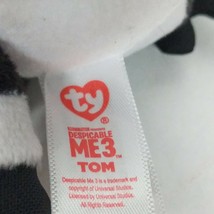 ty
®
DESPICABLE
ME3
TOM
Despicable Me 3 is a trademark and
copyright of Universal Studios.
Licensed by Universal Studios.
All Rights Reserved.